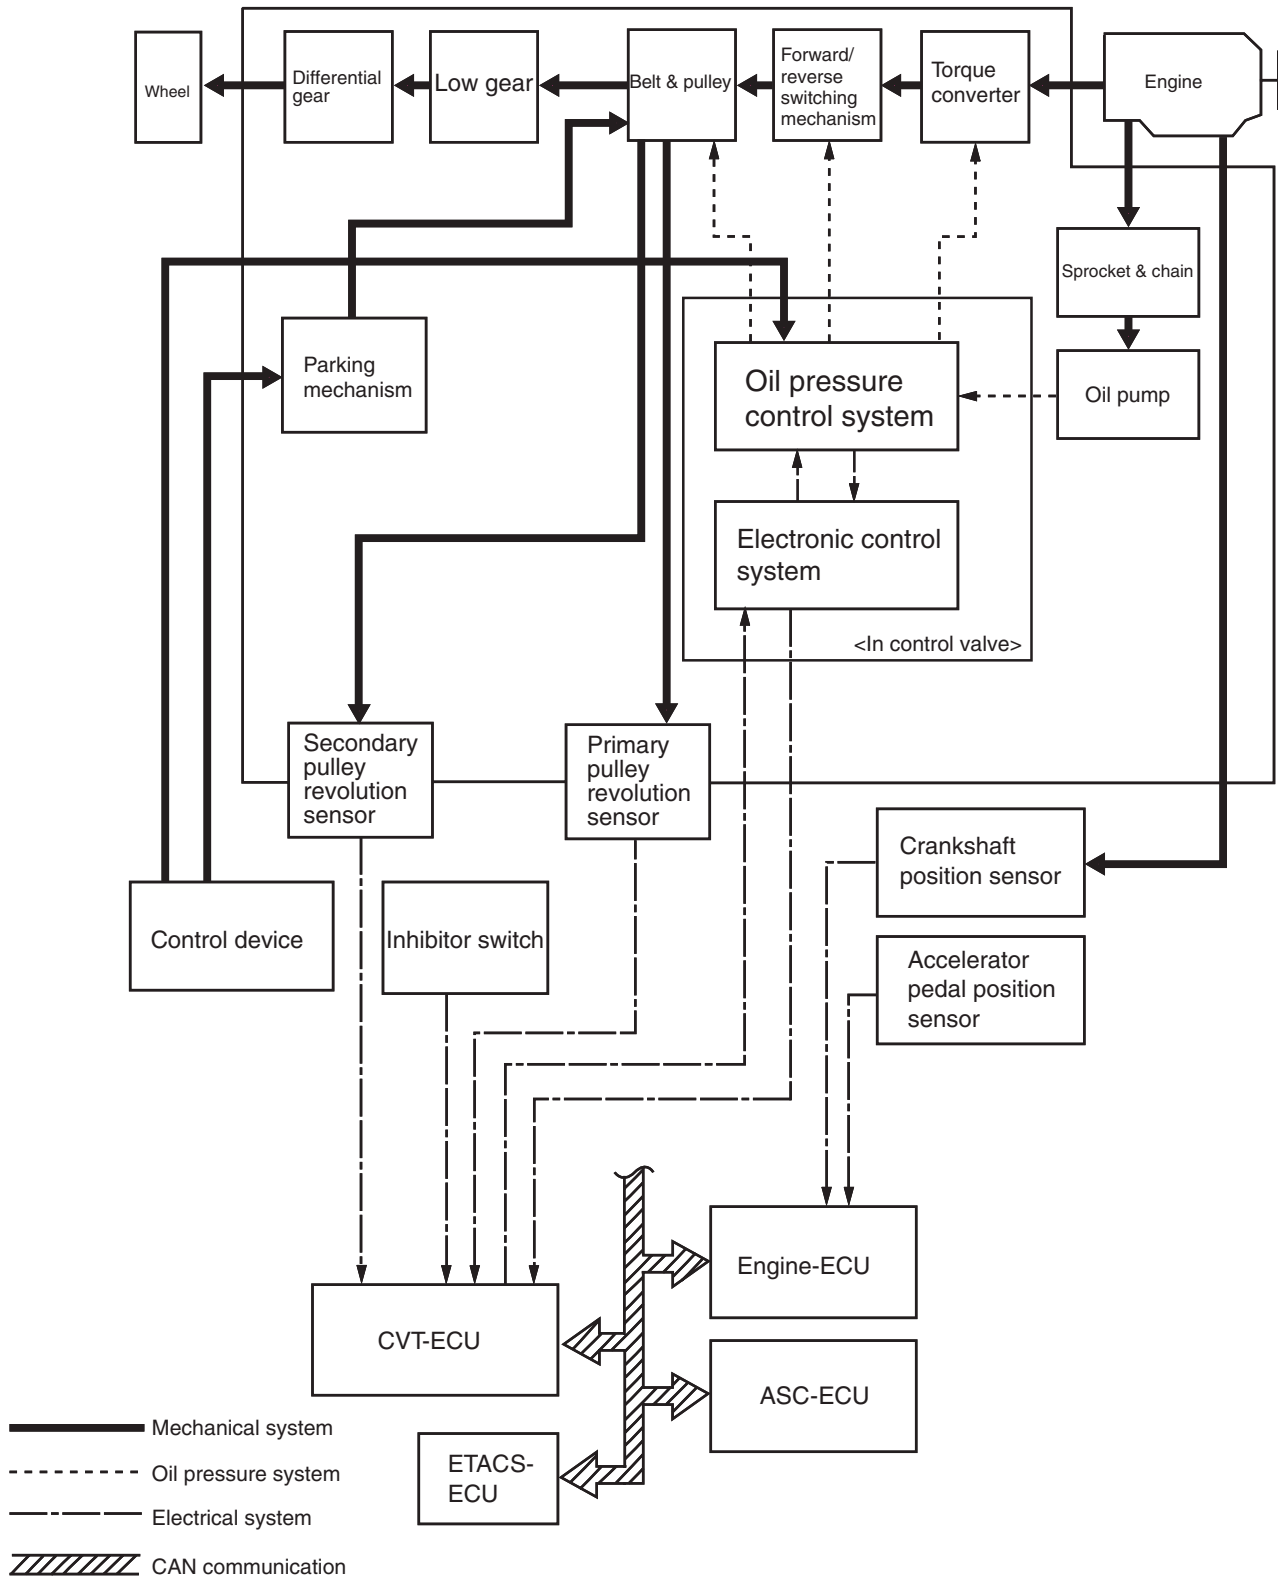 Wheel
Differential
gear
Low gear
Belt & pulley
Forward/
reverse
switching
mechanism
Torque
converter
Engine
Sprocket & chain
Parking
mechanism
Oil pressure
control system
Oil pump
Electronic control
system
<In control valve>
Secondary
pulley
revolution
sensor
Primary
pulley
revolution
sensor
Crankshaft
position sensor
Control device
Inhibitor switch
Accelerator
pedal position
sensor
Engine-ECU
CVT-ECU
ASC-ECU
ETACS-
ECU
Mechanical system
Oil pressure system
Electrical system
CAN communication